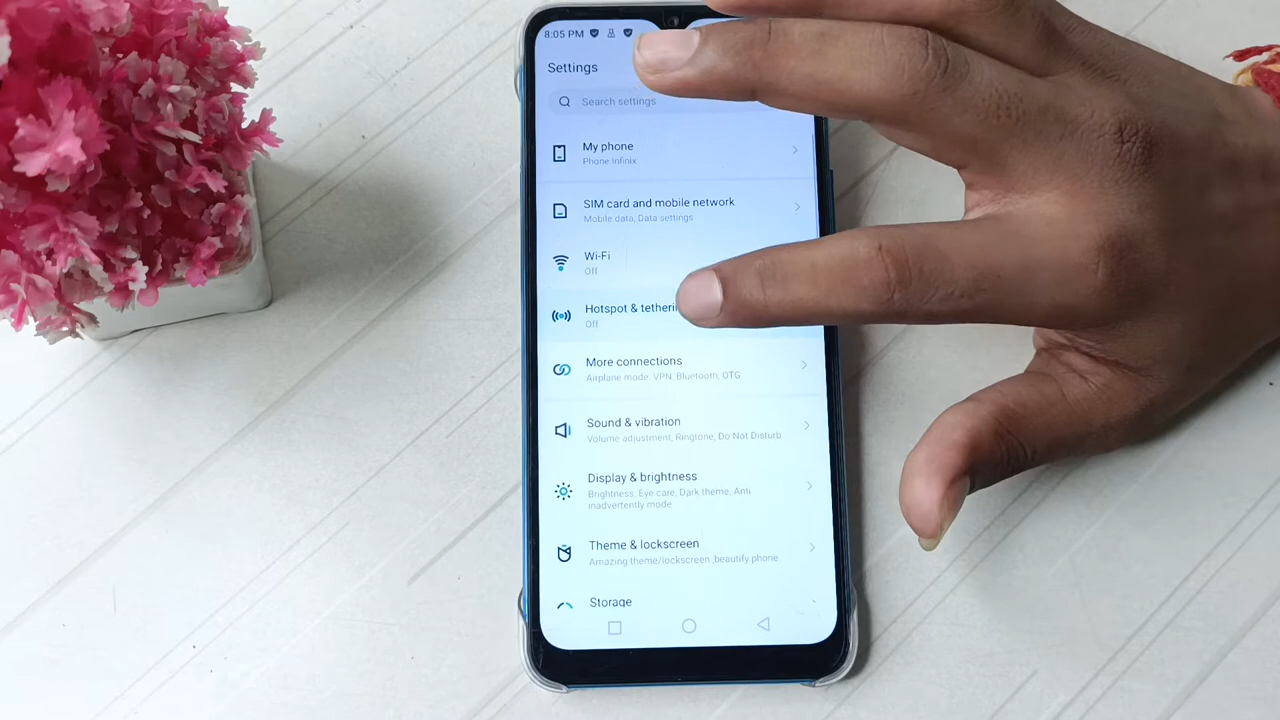 8:05 PM
Settings
Search settings
My phone
Phone Infinix
SIM card and mobile network
Mobile data, Data settings
Wi-Fi
Off
Hotspot & tetheri
Off
More connections
Airplane mode, VPN, Bluetooth, OTG
Sound & vibration
Volume adjustment, Ringtone, Do Not Disturb
Display & brightness
Brightness, Eye care, Dark theme, Anti
inadvertently mode
Theme & lockscreen
Amazing theme/lockscreen ,beautify phone
Storage